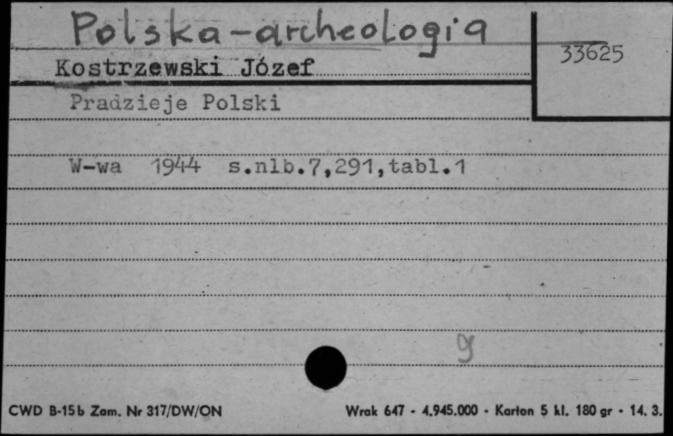 Polska-archeologia
33625
Kostrzewski Józef
Pradzieje Polski
W-wa 1944 s.nlb.7,291,tabl.1
g
CWD B-15b Zam. Nr 317/DW/ON
Wrak 647 - 4.945.000 - Karton 5 kl. 180 gr - 14. 3.